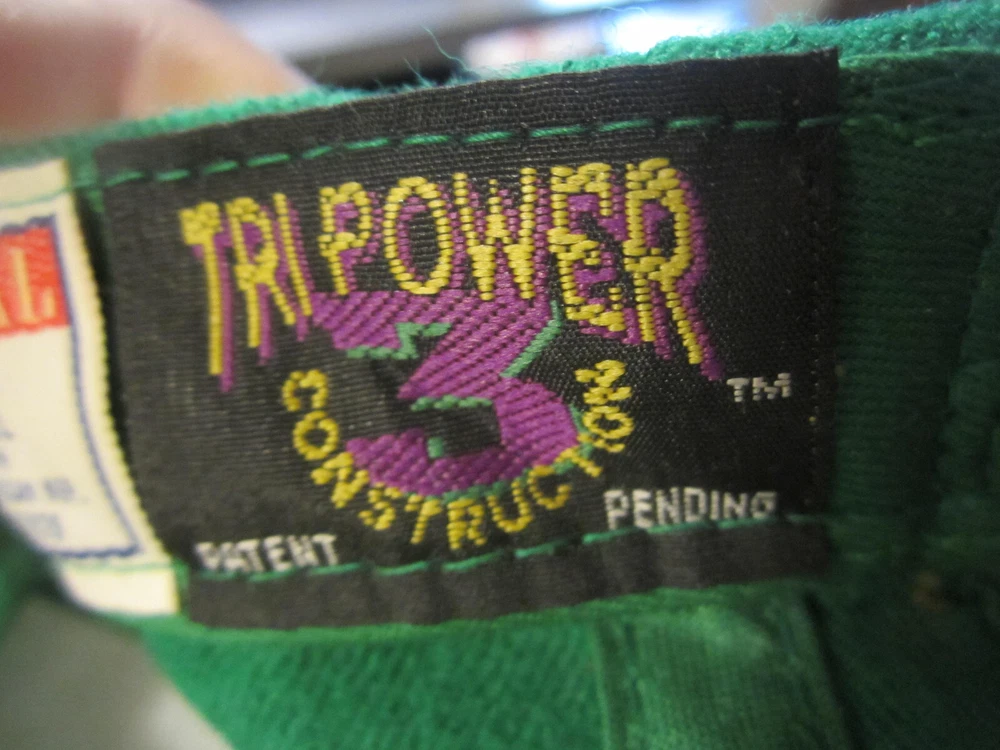 TRI POWER
3
TM
CONSTRUCTION
PATENT PENDING